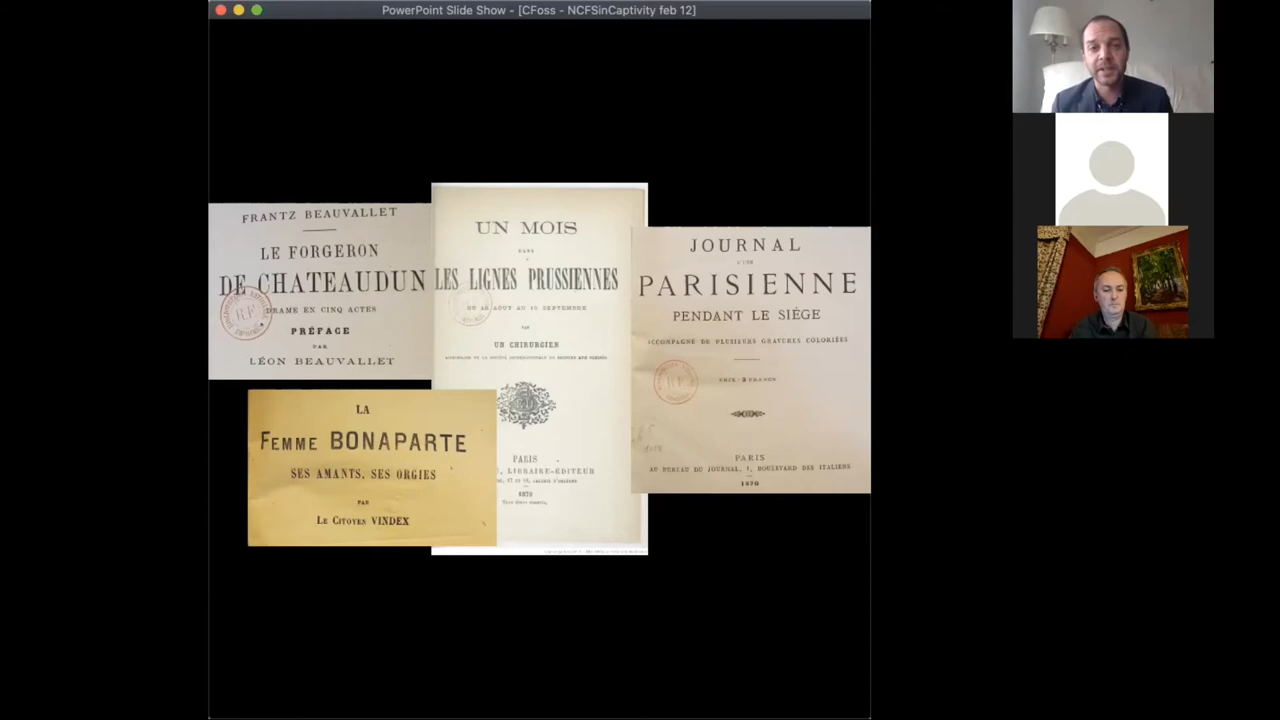 PowerPoint Slide Show - [CFoss - NCFSinCaptivity feb 12]
FRANTZ BEAUVALLET
LE FORGERON
DE CHATEAUDUN
DRAME EN CINQ ACTES
PRÉFACE
PAR
LÉON BEAUVALLET
LA
FEMME BONAPARTE
SES AMANTS, SES ORGIES
PAR
LE CITOYEN VINDEX
UN MOIS
DANS
LES LIGNES PRUSSIENNES
PAR
UN CHIRURGIEN
PARIS
LIBRAIRE-ÉDITEUR
1870
JOURNAL
D'UNE
PARISIENNE
PENDANT LE SIÉGE
ACCOMPAGNÉ DE PLUSIEURS GRAVURES COLORIÉES
PRIX : 3 FRANCS
PARIS
AU BUREAU DU JOURNAL, 1, BOULEVARD DES ITALIENS
1870
R.F.